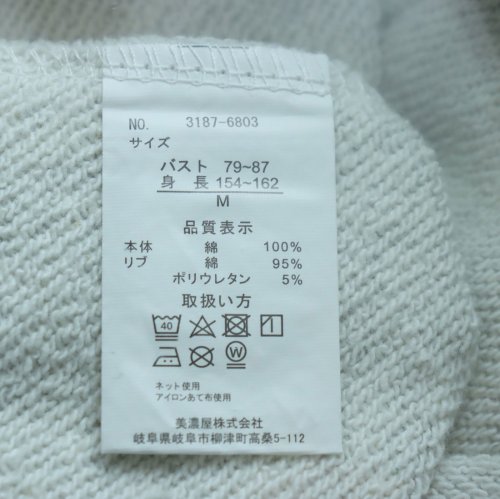 NO. 3187-6803
サイズ
バスト 79~87
身 長 154~162
M
品質表示
本体 綿 100%
リブ 綿 95%
ポリウレタン 5%
取扱い方
40
W
ネット使用
アイロンあて布使用
美濃屋株式会社
岐阜県岐阜市柳津町高桑5-112